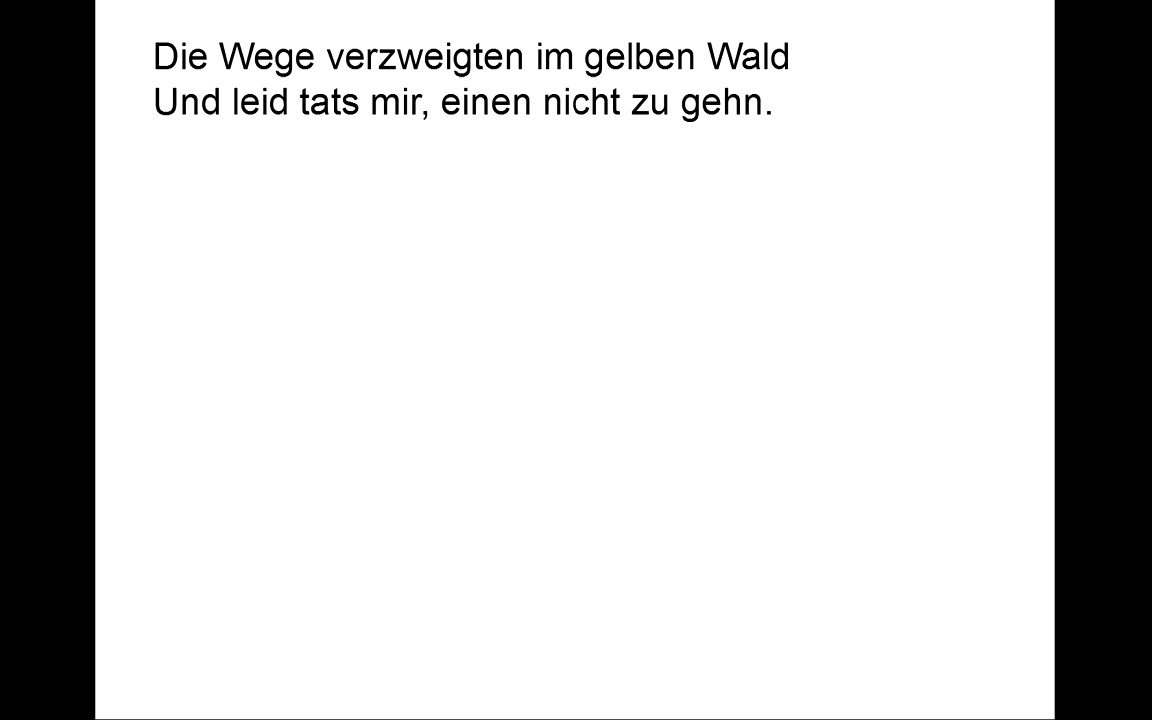 Die Wege verzweigten im gelben Wald
Und leid tats mir, einen nicht zu gehn.